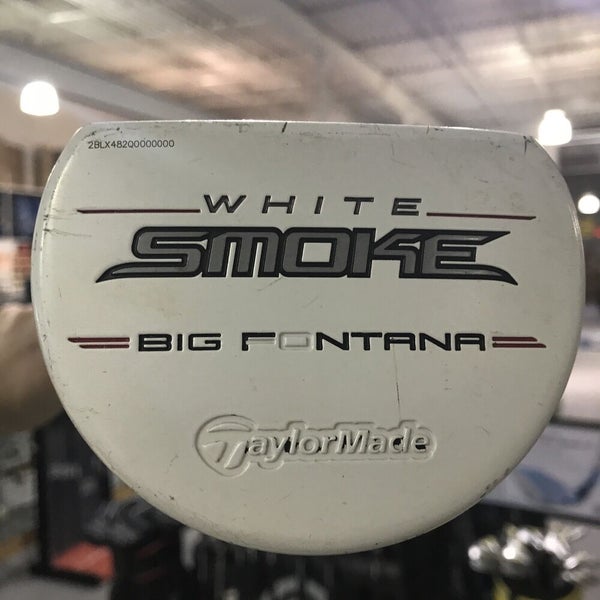 2BLX482Q0000000
WHITE
SMOKE
BIG FONTANA
TaylorMade